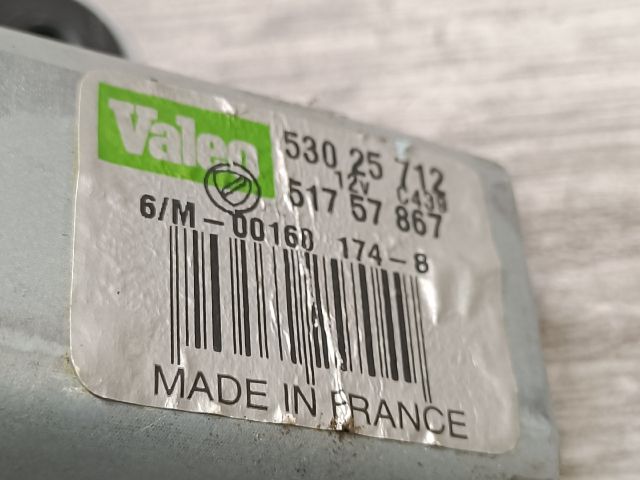 Valeo
530 25 712
12v C439
517 57 867
6/M-00160 174-8
MADE IN FRANCE